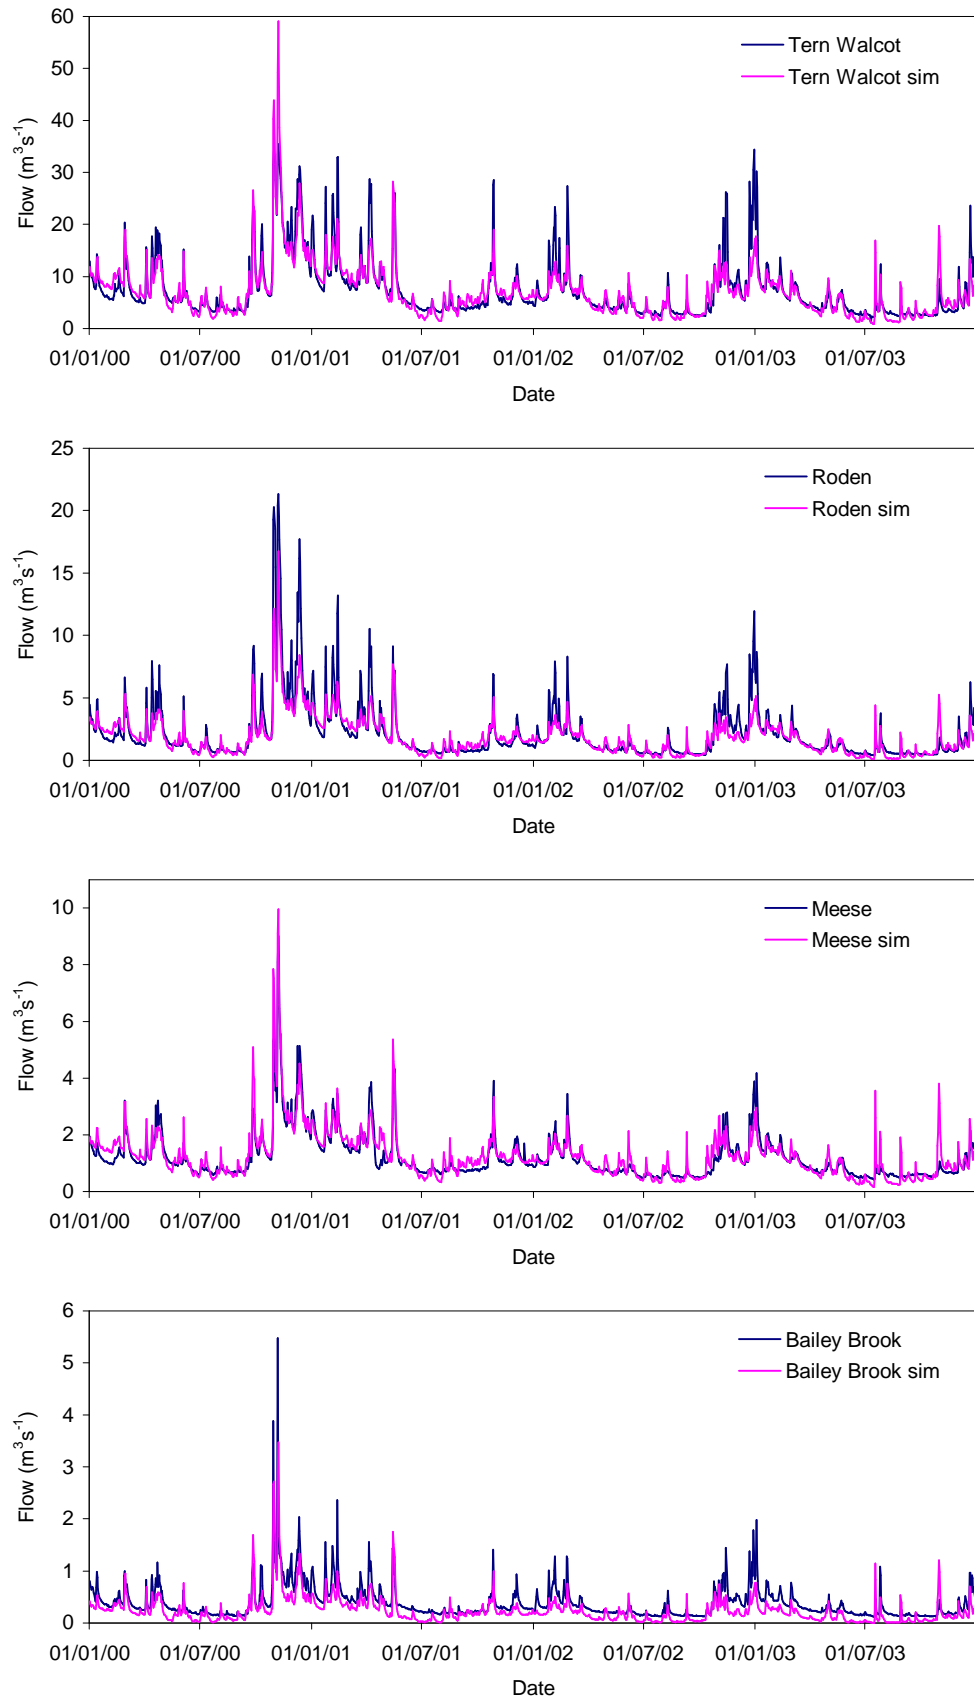 60
50
40
30
20
10
0
Flow (m³s⁻¹)
Tern Walcot
Tern Walcot sim
01/01/00 01/07/00 01/01/01 01/07/01 01/01/02 01/07/02 01/01/03 01/07/03
Date
25
20
15
10
5
0
Flow (m³s⁻¹)
Roden
Roden sim
01/01/00 01/07/00 01/01/01 01/07/01 01/01/02 01/07/02 01/01/03 01/07/03
Date
10
8
6
4
2
0
Flow (m³s⁻¹)
Meese
Meese sim
01/01/00 01/07/00 01/01/01 01/07/01 01/01/02 01/07/02 01/01/03 01/07/03
Date
6
5
4
3
2
1
0
Flow (m³s⁻¹)
Bailey Brook
Bailey Brook sim
01/01/00 01/07/00 01/01/01 01/07/01 01/01/02 01/07/02 01/01/03 01/07/03
Date